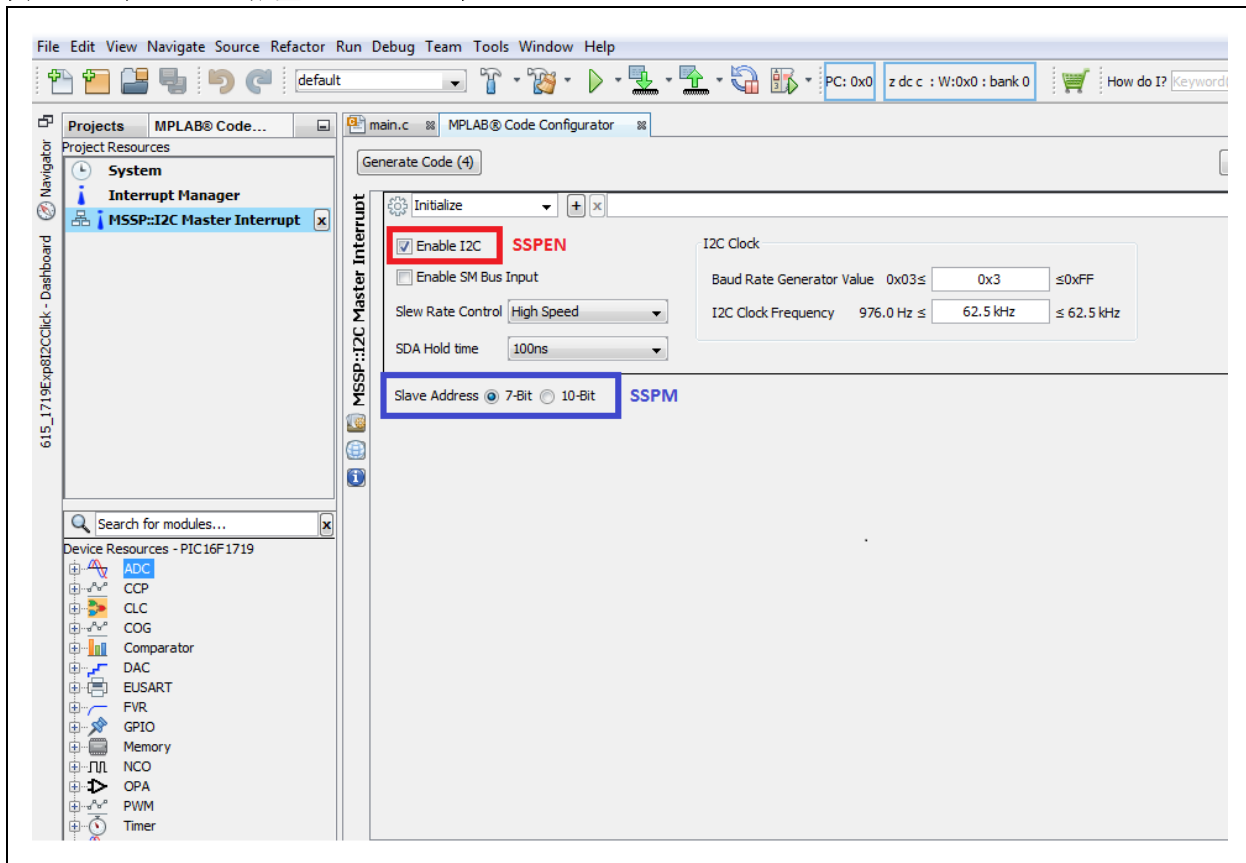 File Edit View Navigate Source Refactor Run Debug Team Tools Window Help
default
PC: 0x0 z dc c : W:0x0 : bank 0 How do I? Keyword(
Projects MPLAB® Code...
main.c MPLAB® Code Configurator
Navigator
615_1719Exp8I2CClick - Dashboard
Project Resources
System
Interrupt Manager
MSSP::I2C Master Interrupt
Generate Code (4)
MSSP::I2C Master Interrupt
Initialize
Enable I2C SSPEN
Enable SM Bus Input
Slew Rate Control High Speed
SDA Hold time 100ns
I2C Clock
Baud Rate Generator Value 0x03≤ 0x3 ≤0xFF
I2C Clock Frequency 976.0 Hz ≤ 62.5 kHz ≤ 62.5 kHz
Slave Address 7-Bit 10-Bit SSPM
Search for modules...
Device Resources - PIC16F1719
ADC
CCP
CLC
COG
Comparator
DAC
EUSART
FVR
GPIO
Memory
NCO
OPA
PWM
Timer